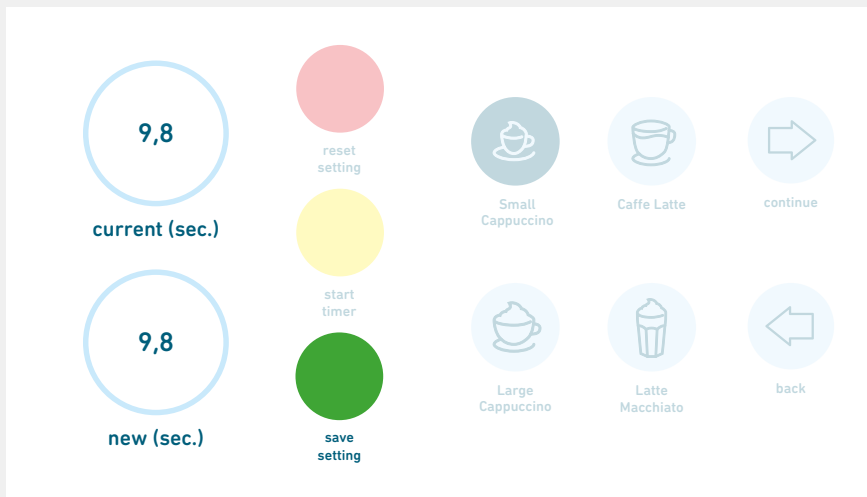 9,8
current (sec.)
9,8
new (sec.)
reset
setting
start
timer
save
setting
Small
Cappuccino
Caffe Latte
continue
Large
Cappuccino
Latte
Macchiato
back